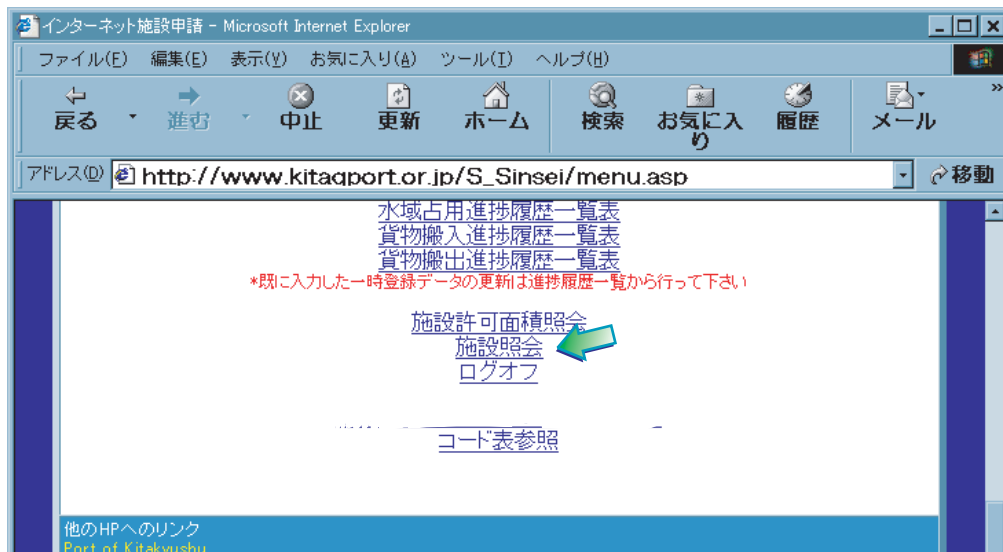 インターネット施設申請 - Microsoft Internet Explorer
ファイル(F) 編集(E) 表示(V) お気に入り(A) ツール(T) ヘルプ(H)
戻る 進む 中止 更新 ホーム 検索 お気に入り 履歴 メール »
アドレス(D) http://www.kitaqport.or.jp/S_Sinsei/menu.asp 移動
水域占用進捗履歴一覧表
貨物搬入進捗履歴一覧表
貨物搬出進捗履歴一覧表
*既に入力した一時登録データの更新は進捗履歴一覧から行って下さい
施設許可面積照会
施設照会
ログオフ
コード表参照
他のHPへのリンク
Port of Kitakyushu